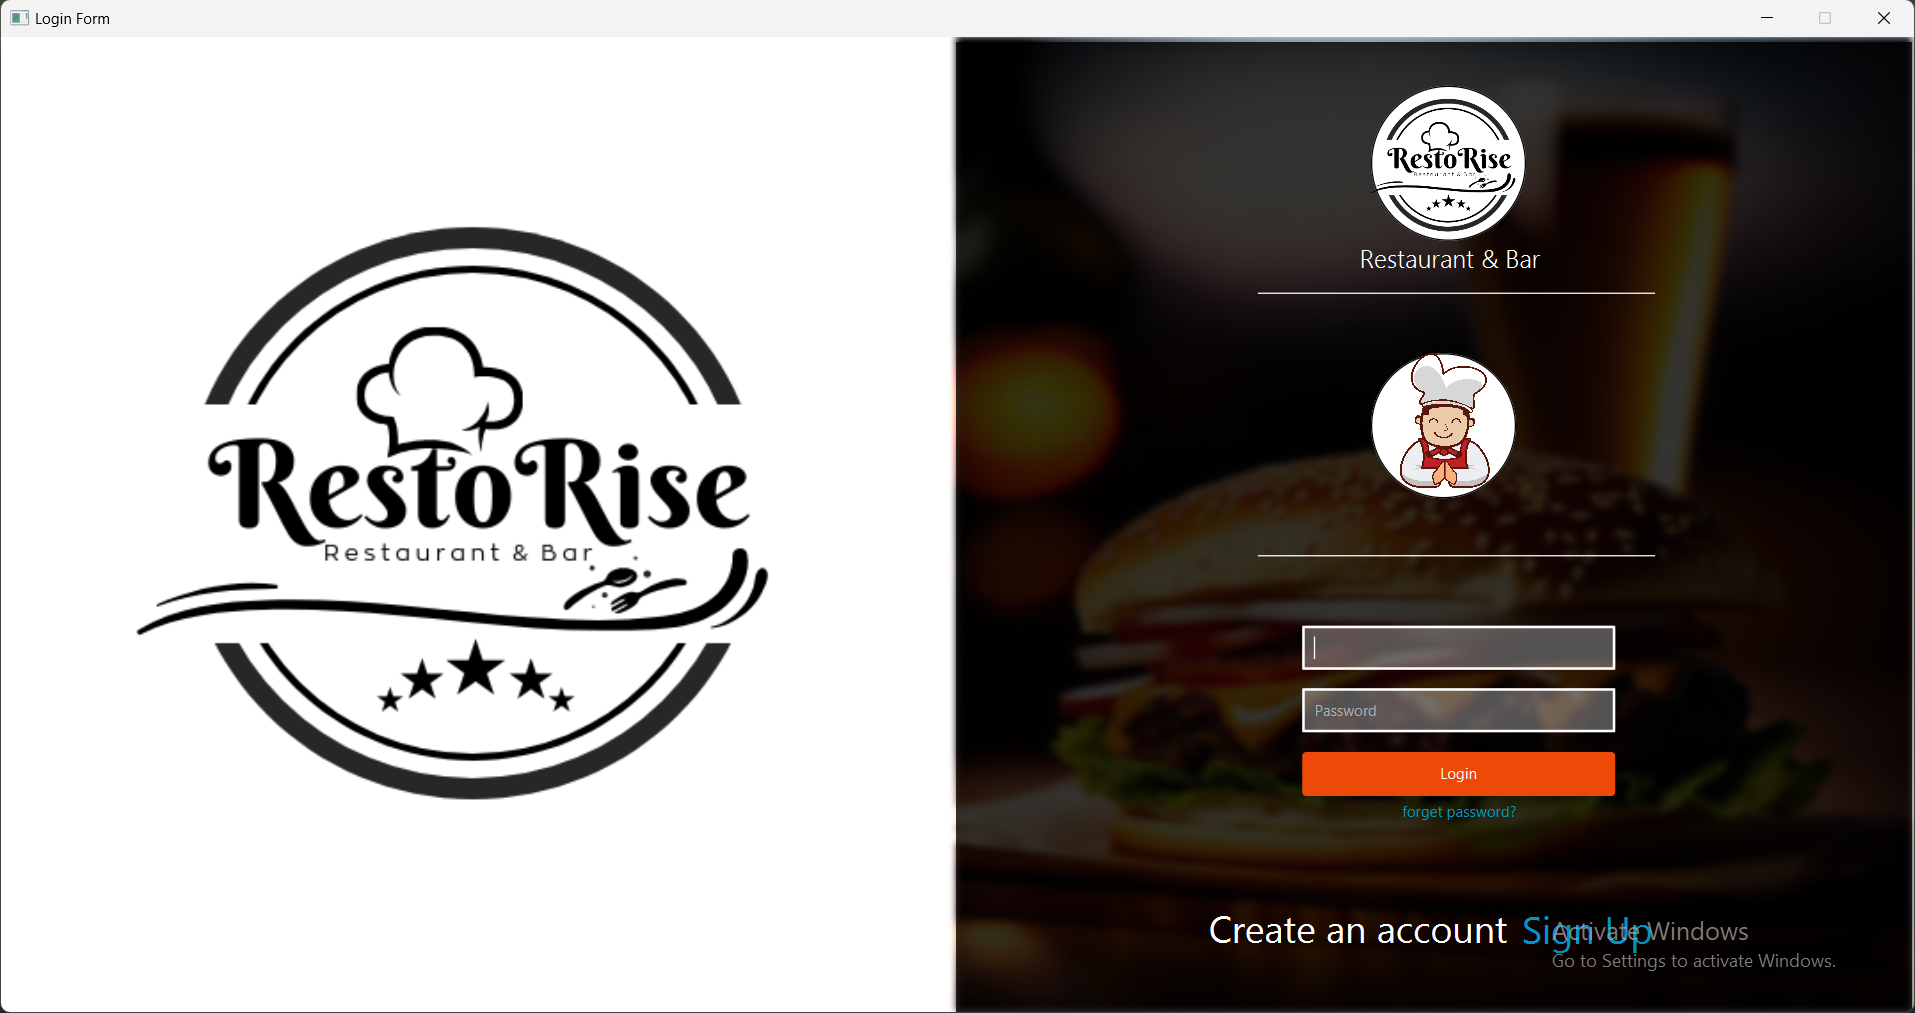 Login Form
RestoRise
Restaurant & Bar
RestoRise
Restaurant & Bar
Restaurant & Bar
Password
Login
forget password?
Create an account Sign Up
Activate Windows
Go to Settings to activate Windows.